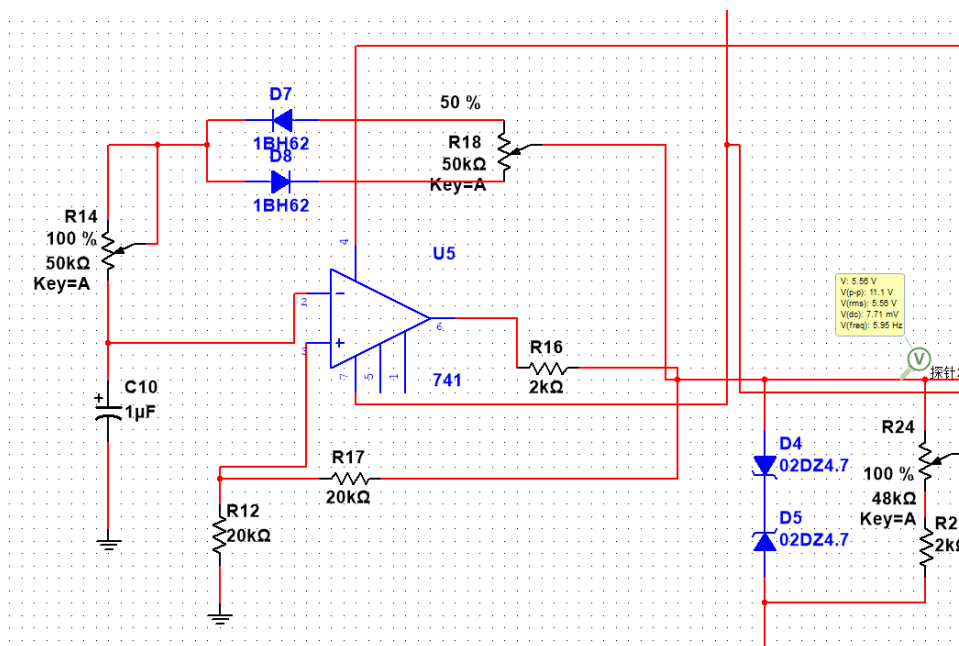 D7
1BH62
D8
1BH62
50 %
R18
50kΩ
Key=A
R14
100 %
50kΩ
Key=A
4
U5
2
3
6
7
5
1
741
R16
2kΩ
C10
+
1µF
R17
20kΩ
R12
20kΩ
V: 5.56 V
V(p-p): 11.1 V
V(rms): 5.56 V
V(dc): 7.71 mV
V(freq): 5.95 Hz
V
探针
D4
02DZ4.7
D5
02DZ4.7
R24
100 %
48kΩ
Key=A
R2
2kΩ